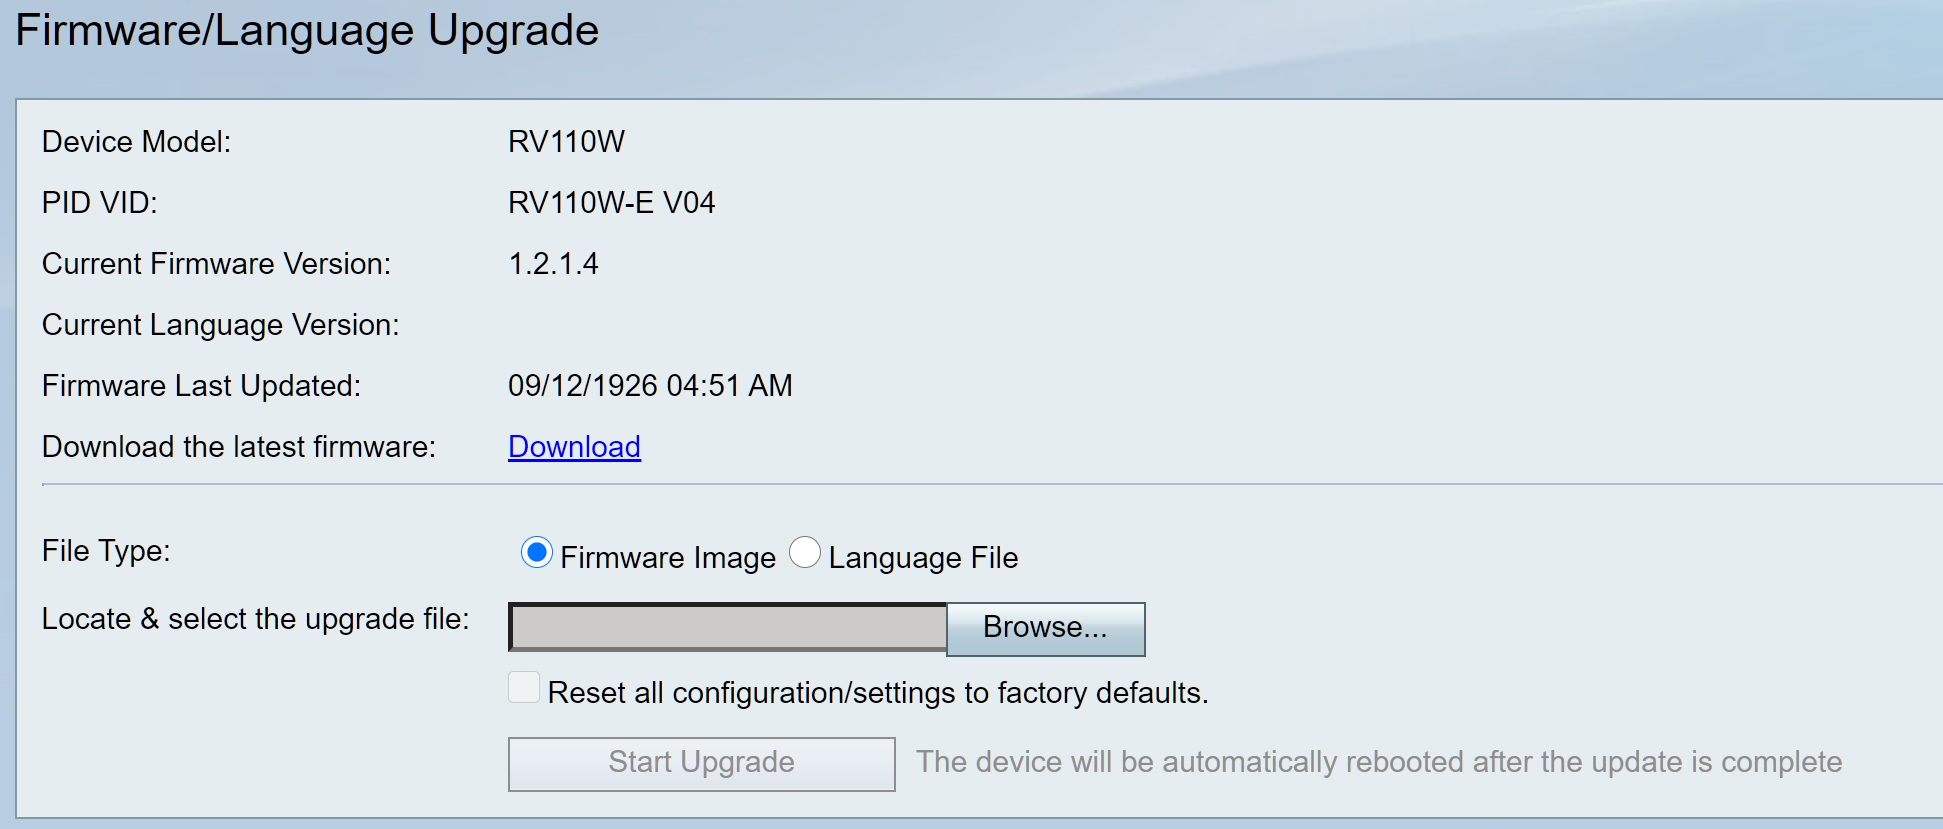 Firmware/Language Upgrade
Device Model: RV110W
PID VID: RV110W-E V04
Current Firmware Version: 1.2.1.4
Current Language Version:
Firmware Last Updated: 09/12/1926 04:51 AM
Download the latest firmware: Download
File Type: Firmware Image Language File
Locate & select the upgrade file: Browse...
Reset all configuration/settings to factory defaults.
Start Upgrade The device will be automatically rebooted after the update is complete